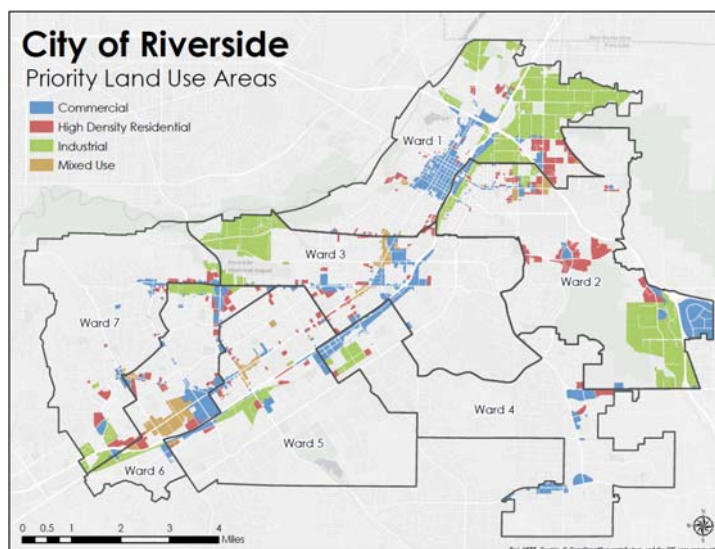 City of Riverside
Priority Land Use Areas
Commercial
High Density Residential
Industrial
Mixed Use
Ward 1
Ward 3
Ward 2
Ward 7
Ward 4
Ward 5
Ward 6
0 0.5 1 2 3 4
Miles